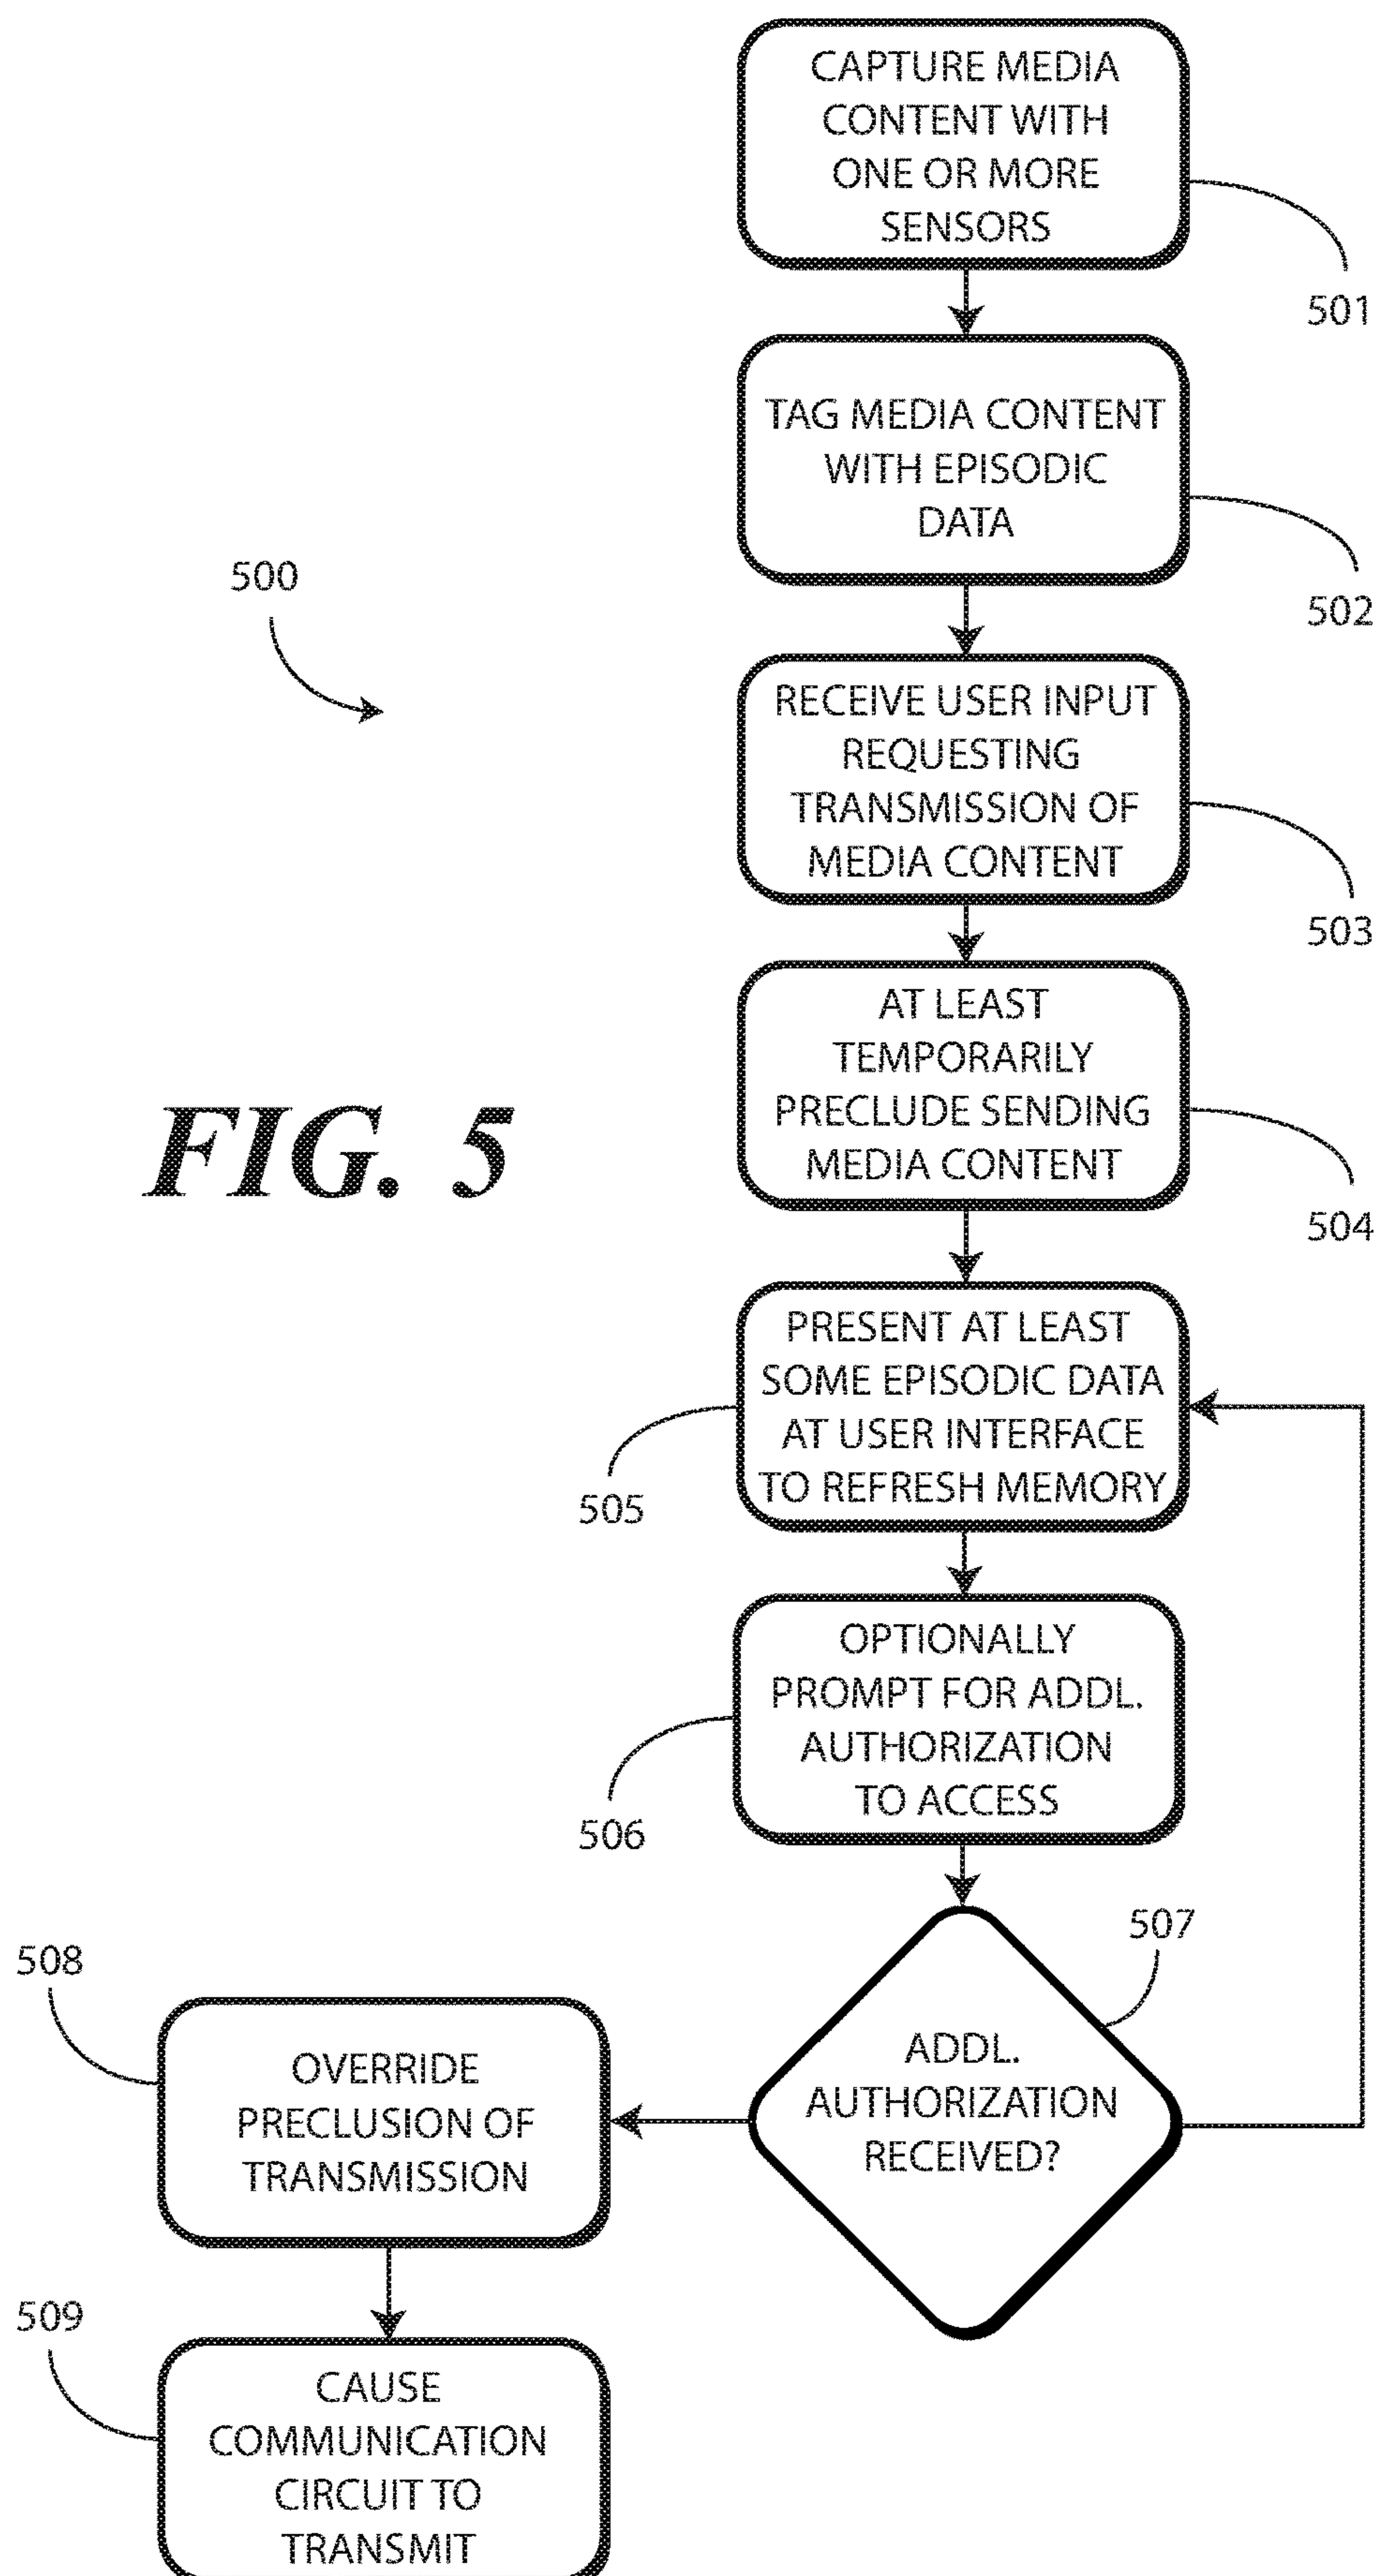 CAPTURE MEDIA
CONTENT WITH
ONE OR MORE
SENSORS
501
TAG MEDIA CONTENT
WITH EPISODIC
DATA
502
500
RECEIVE USER INPUT
REQUESTING
TRANSMISSION OF
MEDIA CONTENT
503
AT LEAST
TEMPORARILY
PRECLUDE SENDING
MEDIA CONTENT
504
FIG. 5
PRESENT AT LEAST
SOME EPISODIC DATA
AT USER INTERFACE
TO REFRESH MEMORY
505
OPTIONALLY
PROMPT FOR ADDL.
AUTHORIZATION
TO ACCESS
506
507
ADDL.
AUTHORIZATION
RECEIVED?
508
OVERRIDE
PRECLUSION OF
TRANSMISSION
509
CAUSE
COMMUNICATION
CIRCUIT TO
TRANSMIT